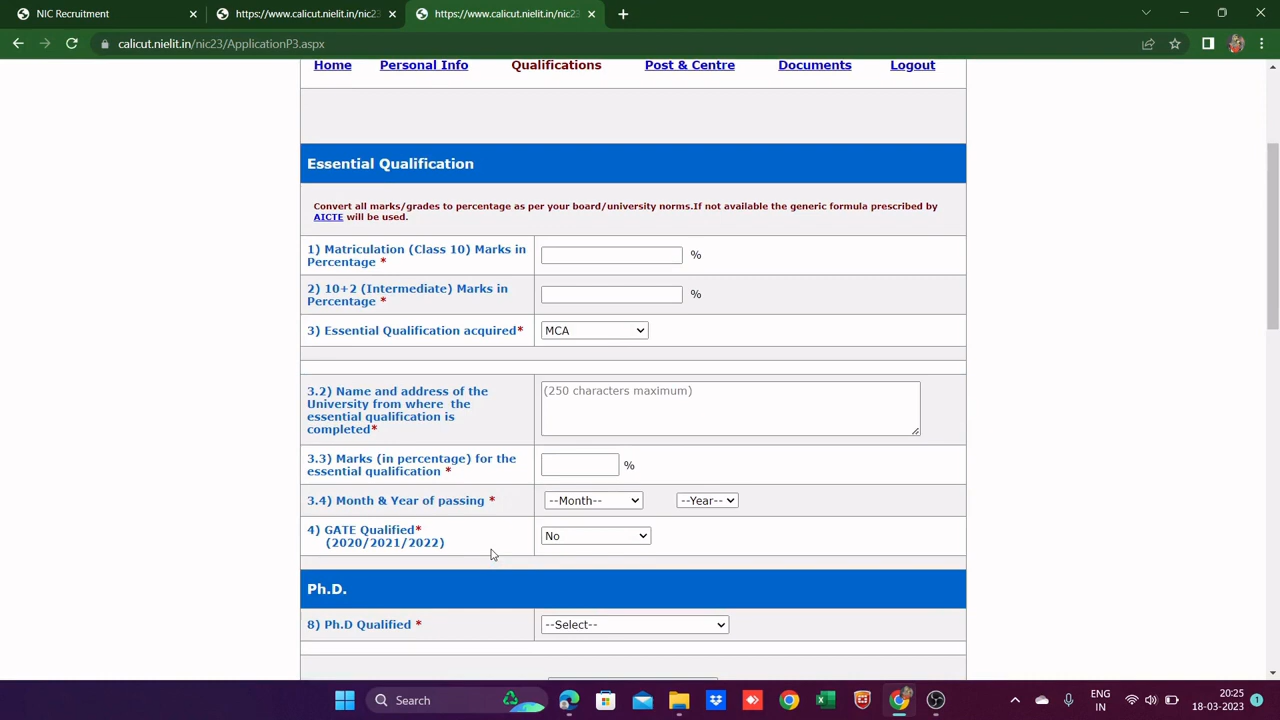 NIC Recruitment
https://www.calicut.nielit.in/nic23
https://www.calicut.nielit.in/nic23
calicut.nielit.in/nic23/ApplicationP3.aspx
Home Personal Info Qualifications Post & Centre Documents Logout
Essential Qualification
Convert all marks/grades to percentage as per your board/university norms.If not available the generic formula prescribed by
AICTE will be used.
1) Matriculation (Class 10) Marks in
Percentage *
%
2) 10+2 (Intermediate) Marks in
Percentage *
%
3) Essential Qualification acquired*
MCA
3.2) Name and address of the
University from where the
essential qualification is
completed*
(250 characters maximum)
3.3) Marks (in percentage) for the
essential qualification *
%
3.4) Month & Year of passing *
--Month-- --Year--
4) GATE Qualified*
(2020/2021/2022)
No
Ph.D.
8) Ph.D Qualified *
--Select--
Search
ENG
IN
20:25
18-03-2023
1